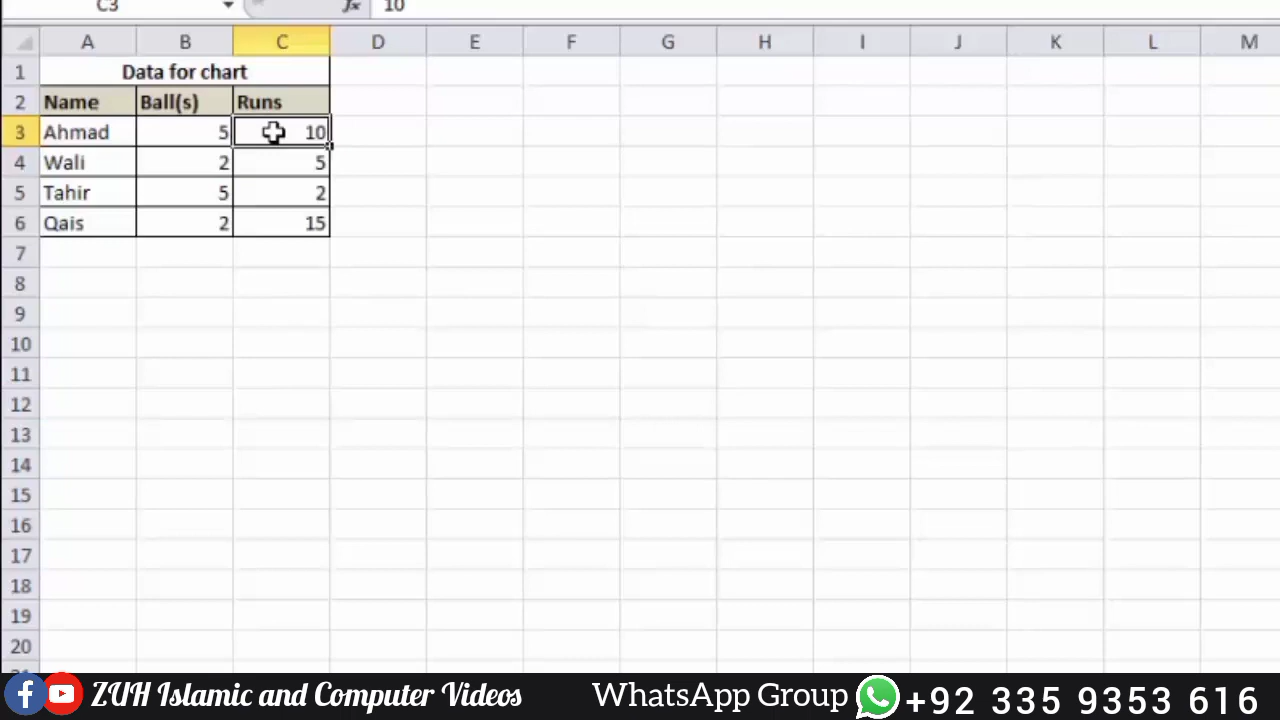 C3 fx 10
A B C D E F G H I J K L M
1 Data for chart
2 Name Ball(s) Runs
3 Ahmad 5 10
4 Wali 2 5
5 Tahir 5 2
6 Qais 2 15
7
8
9
10
11
12
13
14
15
16
17
18
19
20
ZUH Islamic and Computer Videos WhatsApp Group +92 335 9353 616